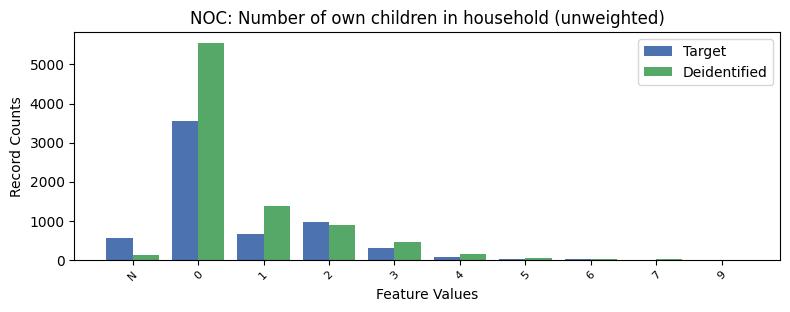 NOC: Number of own children in household (unweighted)
Target
Deidentified
Record Counts
5000
4000
3000
2000
1000
0
N 0 1 2 3 4 5 6 7 9
Feature Values